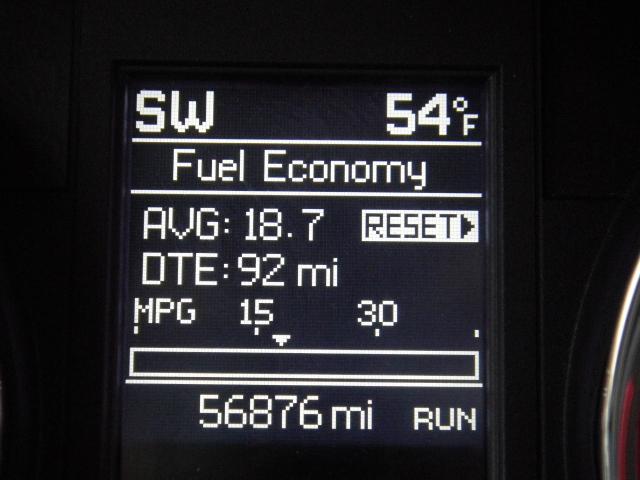 SW 54°F
Fuel Economy
AVG: 18.7 RESET
DTE: 92 mi
MPG 15 30
56876 mi RUN